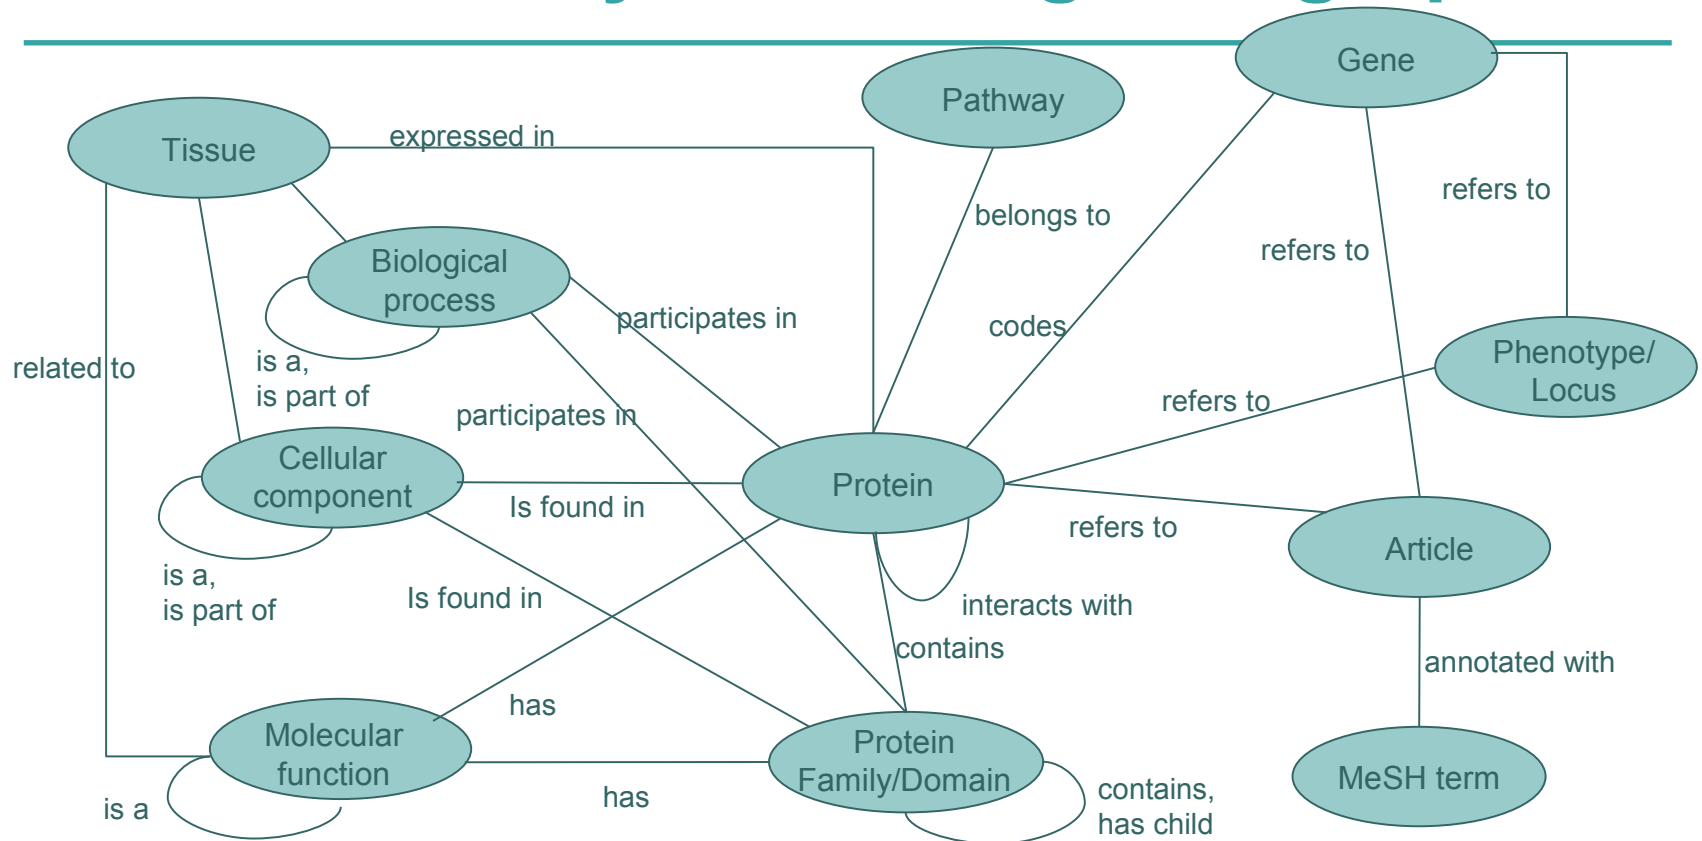 Gene
Pathway
expressed in
Tissue
refers to
belongs to
refers to
Biological
process
participates in
codes
Phenotype/
Locus
related to
is a,
is part of
participates in
refers to
Cellular
component
Protein
Is found in
refers to
Article
is a,
is part of
Is found in
interacts with
contains
annotated with
has
Molecular
function
Protein
Family/Domain
MeSH term
is a
has
contains,
has child